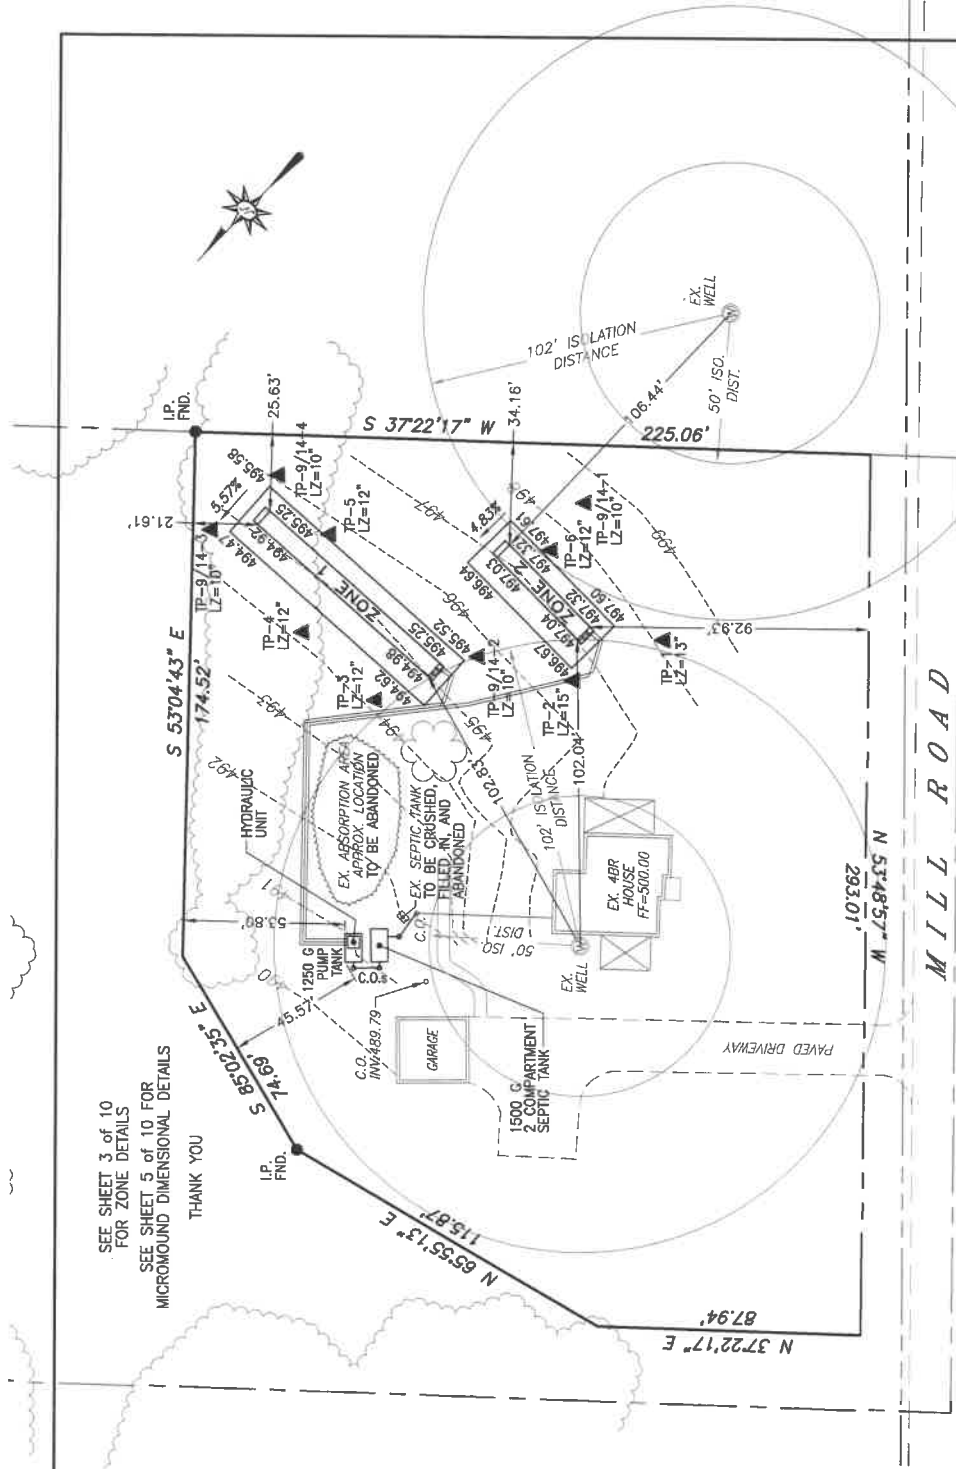 SEE SHEET 3 of 10
FOR ZONE DETAILS
SEE SHEET 5 of 10 FOR
MICROMOUND DIMENSIONAL DETAILS
THANK YOU
I.P.
FND.
S 53°04'43" E
174.52'
S 85°02'35" E
74.69'
I.P.
FND.
N 65°55'13" E
115.87'
N 37°22'17" E
87.94'
S 37°22'17" W
225.06'
N 53°48'57" W
293.01'
MILL ROAD
HYDRAULIC
UNIT
1250 G
PUMP
TANK
C.O.s
53.80'
45.57'
491
492
493
94
495
496
497
499
EX. ABSORPTION AREA
APPROX. LOCATION
TO BE ABANDONED
EX. SEPTIC TANK
TO BE CRUSHED,
FILLED IN, AND
ABANDONED
C.O.
C.O.
INV=489.79
GARAGE
1500 G
2 COMPARTMENT
SEPTIC TANK
PAVED DRIVEWAY
EX. 4BR
HOUSE
FF=500.00
EX.
WELL
50' ISO.
DIST.
102' ISOLATION
DISTANCE
102.83'
102.04'
TP-3
LZ=12"
TP-4
LZ=12"
TP-9/14-3
LZ=10"
21.61'
5.57%
25.63'
TP-9/14-4
LZ=10"
TP-5
LZ=12"
ZONE 1
494.47
494.92
495.25
495.58
494.52
494.98
495.25
495.52
TP-9/14-2
LZ=10"
TP-2
LZ=15"
ZONE 2
4.83%
34.16'
496.64
497.03
497.32
497.61
496.67
497.04
497.32
497.60
TP-6
LZ=12"
TP-9/14-1
LZ=10"
LZ=13"
92.93'
106.44'
102' ISOLATION
DISTANCE
50' ISO.
DIST.
EX.
WELL